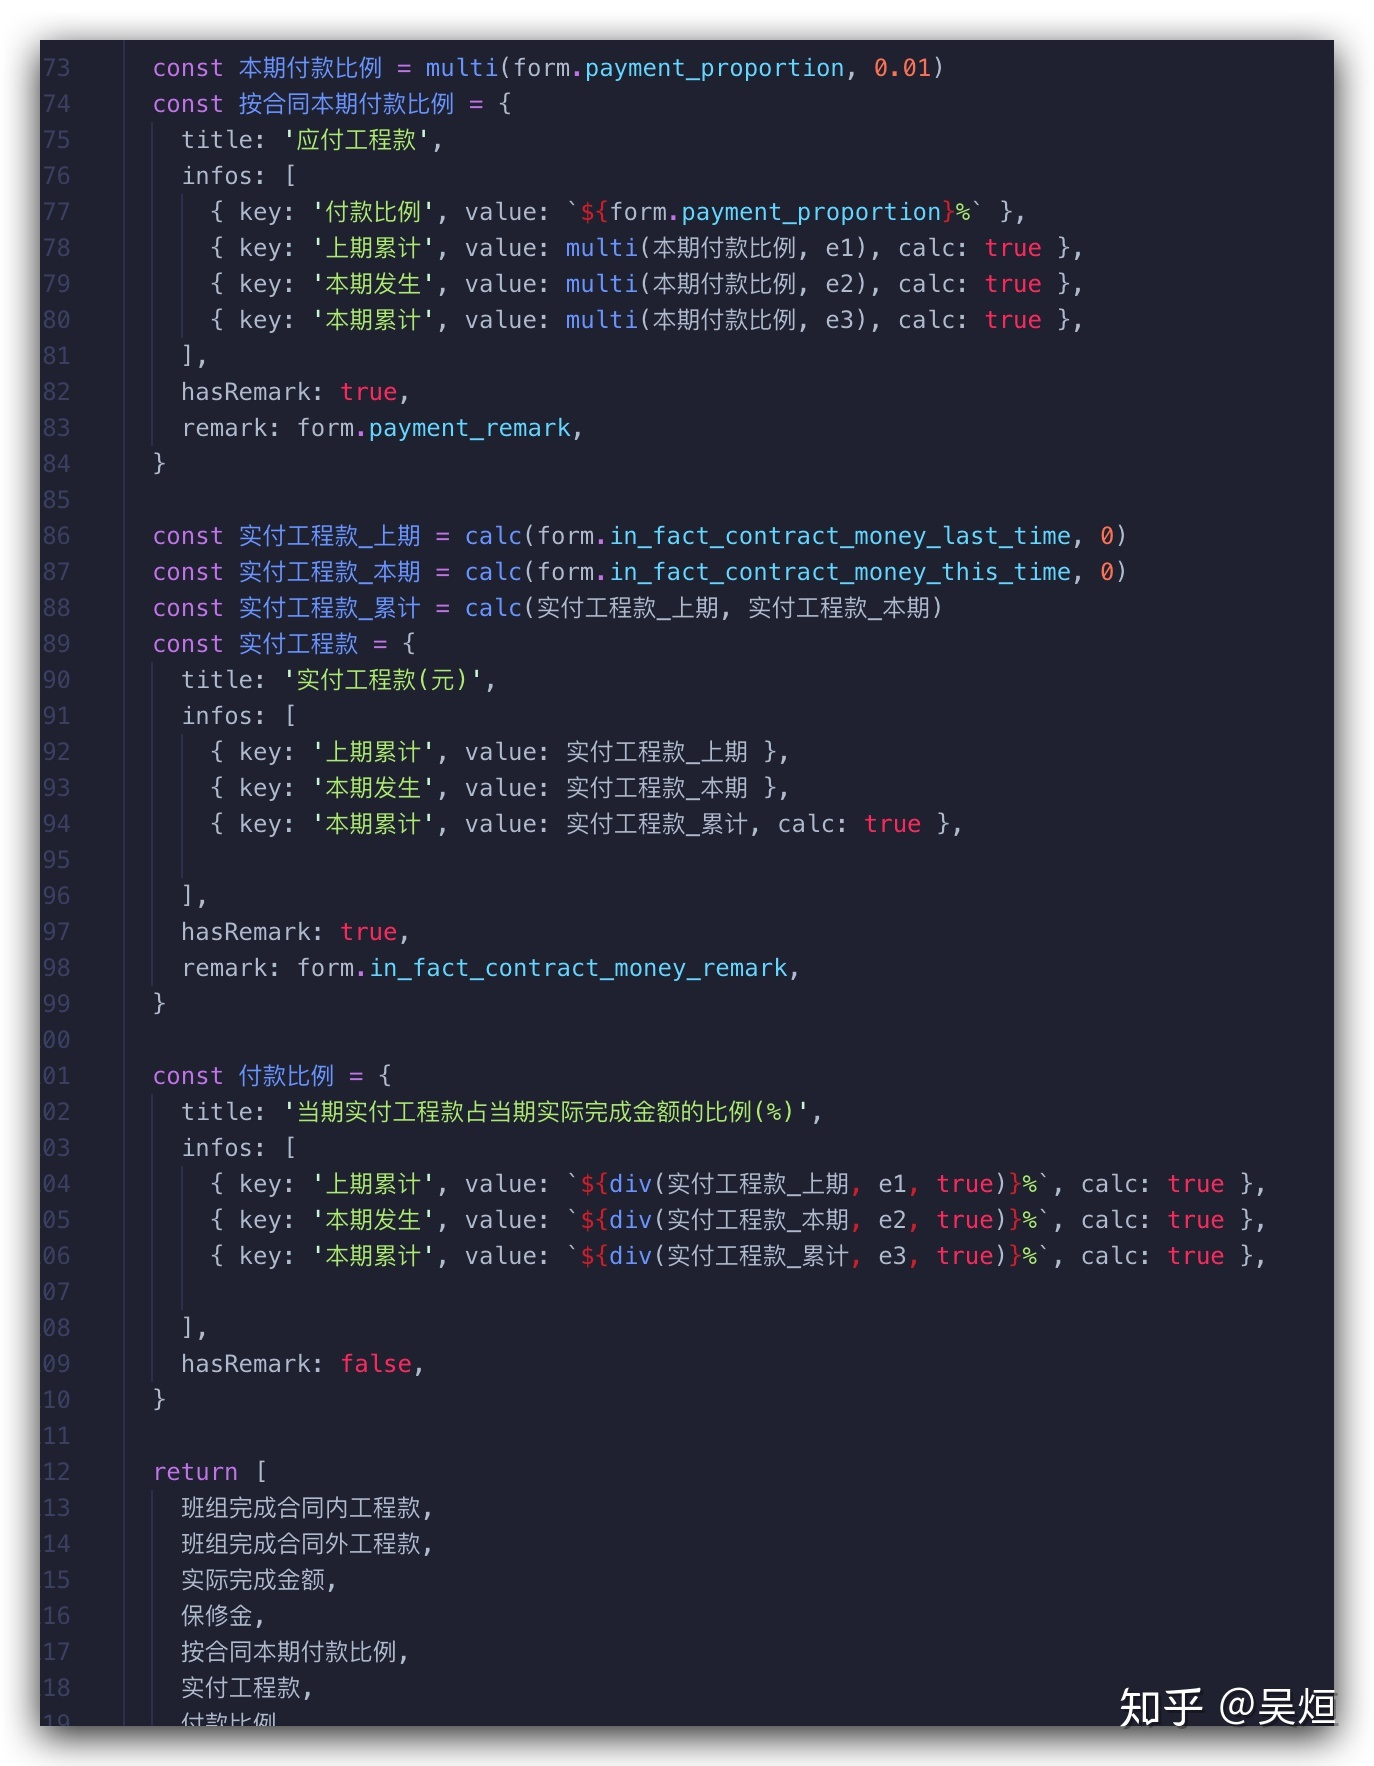 73 const 本期付款比例 = multi(form.payment_proportion, 0.01)
74 const 按合同本期付款比例 = {
75 title: '应付工程款',
76 infos: [
77 { key: '付款比例', value: `${form.payment_proportion}%` },
78 { key: '上期累计', value: multi(本期付款比例, e1), calc: true },
79 { key: '本期发生', value: multi(本期付款比例, e2), calc: true },
80 { key: '本期累计', value: multi(本期付款比例, e3), calc: true },
81 ],
82 hasRemark: true,
83 remark: form.payment_remark,
84 }
85
86 const 实付工程款_上期 = calc(form.in_fact_contract_money_last_time, 0)
87 const 实付工程款_本期 = calc(form.in_fact_contract_money_this_time, 0)
88 const 实付工程款_累计 = calc(实付工程款_上期, 实付工程款_本期)
89 const 实付工程款 = {
90 title: '实付工程款(元)',
91 infos: [
92 { key: '上期累计', value: 实付工程款_上期 },
93 { key: '本期发生', value: 实付工程款_本期 },
94 { key: '本期累计', value: 实付工程款_累计, calc: true },
95
96 ],
97 hasRemark: true,
98 remark: form.in_fact_contract_money_remark,
99 }
00
01 const 付款比例 = {
02 title: '当期实付工程款占当期实际完成金额的比例(%)',
03 infos: [
04 { key: '上期累计', value: `${div(实付工程款_上期, e1, true)}%`, calc: true },
05 { key: '本期发生', value: `${div(实付工程款_本期, e2, true)}%`, calc: true },
06 { key: '本期累计', value: `${div(实付工程款_累计, e3, true)}%`, calc: true },
07
08 ],
09 hasRemark: false,
10 }
11
12 return [
13 班组完成合同内工程款,
14 班组完成合同外工程款,
15 实际完成金额,
16 保修金,
17 按合同本期付款比例,
18 实付工程款,
19 付款比例
知乎 @吴烜